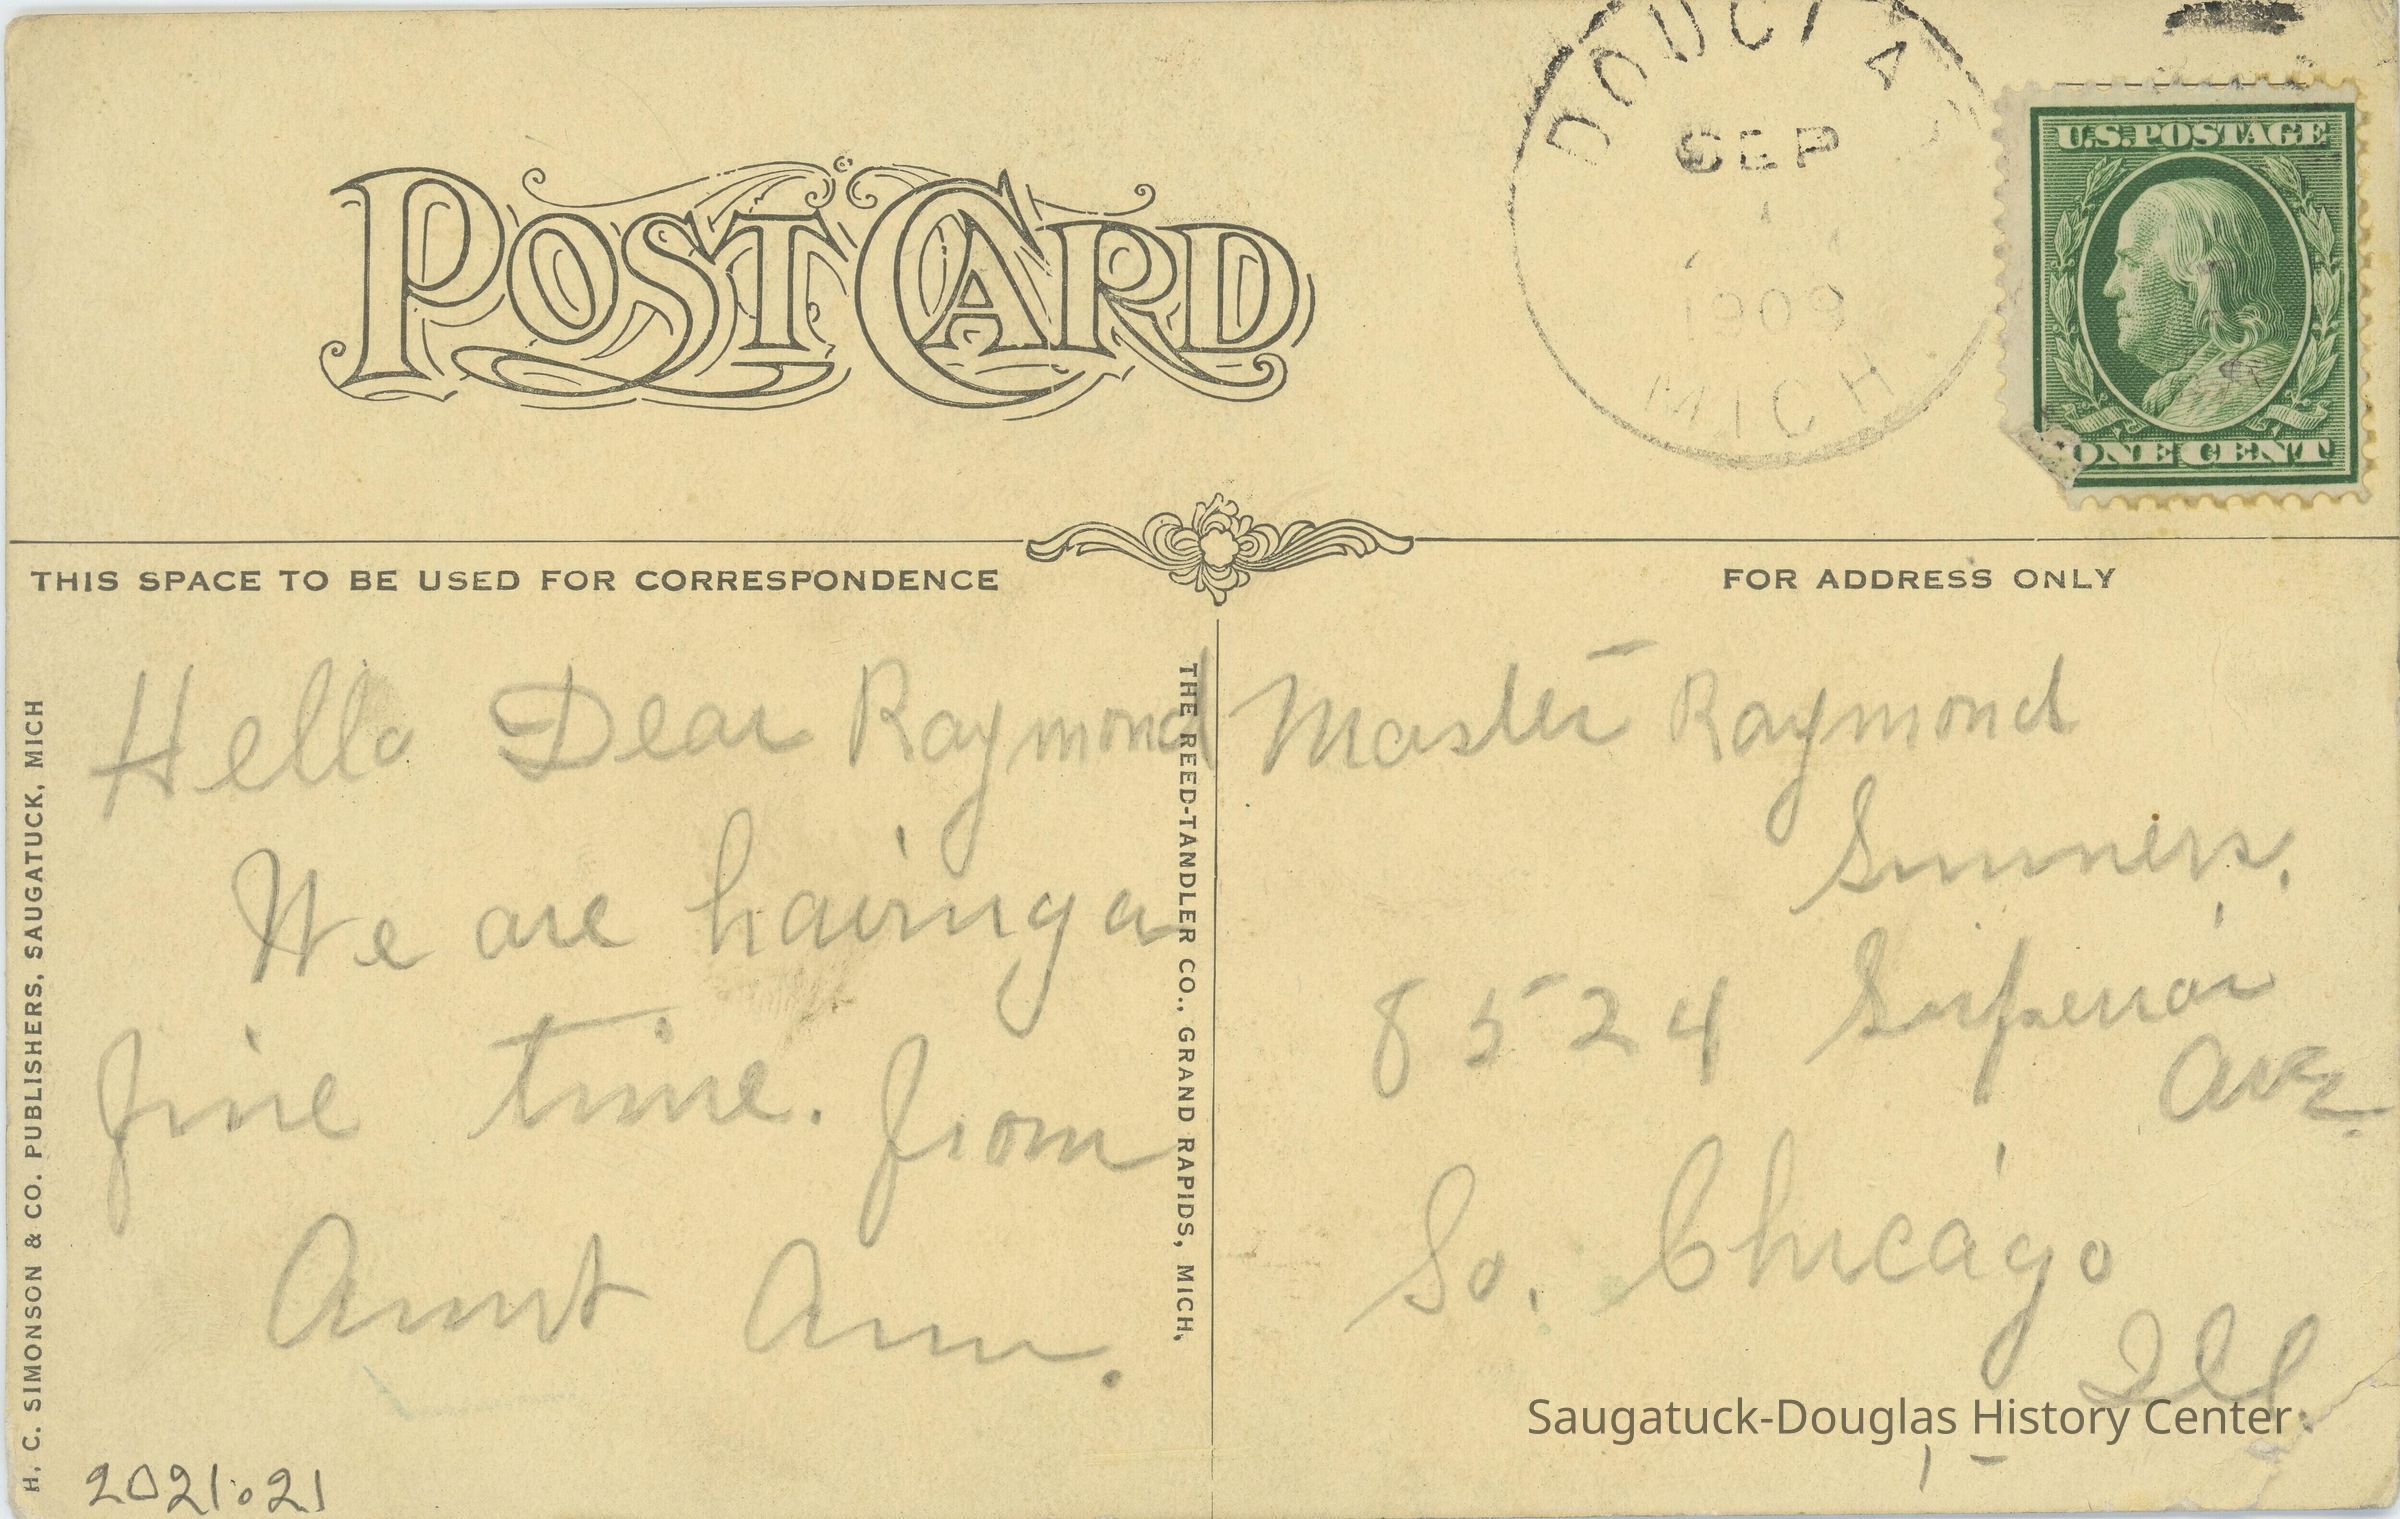 POST CARD
DOUGLAS
SEP
1909
MICH
U.S. POSTAGE
ONE CENT
THIS SPACE TO BE USED FOR CORRESPONDENCE
FOR ADDRESS ONLY
Hello Dear Raymond
We are having a
fine time. from
Aunt Ann.
Master Raymond
Sumners.
8524 Superior
Ave.
So. Chicago
Ill.
H. C. SIMONSON & CO. PUBLISHERS, SAUGATUCK, MICH
THE REED-TANDLER CO., GRAND RAPIDS, MICH.
2021.21
Saugatuck-Douglas History Center